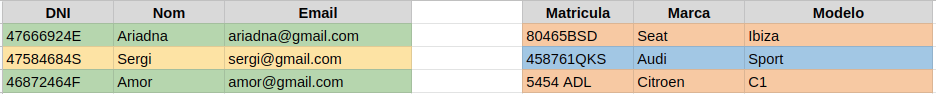 DNI Nom Email Matricula Marca Modelo
47666924E Ariadna ariadna@gmail.com 80465BSD Seat Ibiza
47584684S Sergi sergi@gmail.com 458761QKS Audi Sport
46872464F Amor amor@gmail.com 5454 ADL Citroen C1